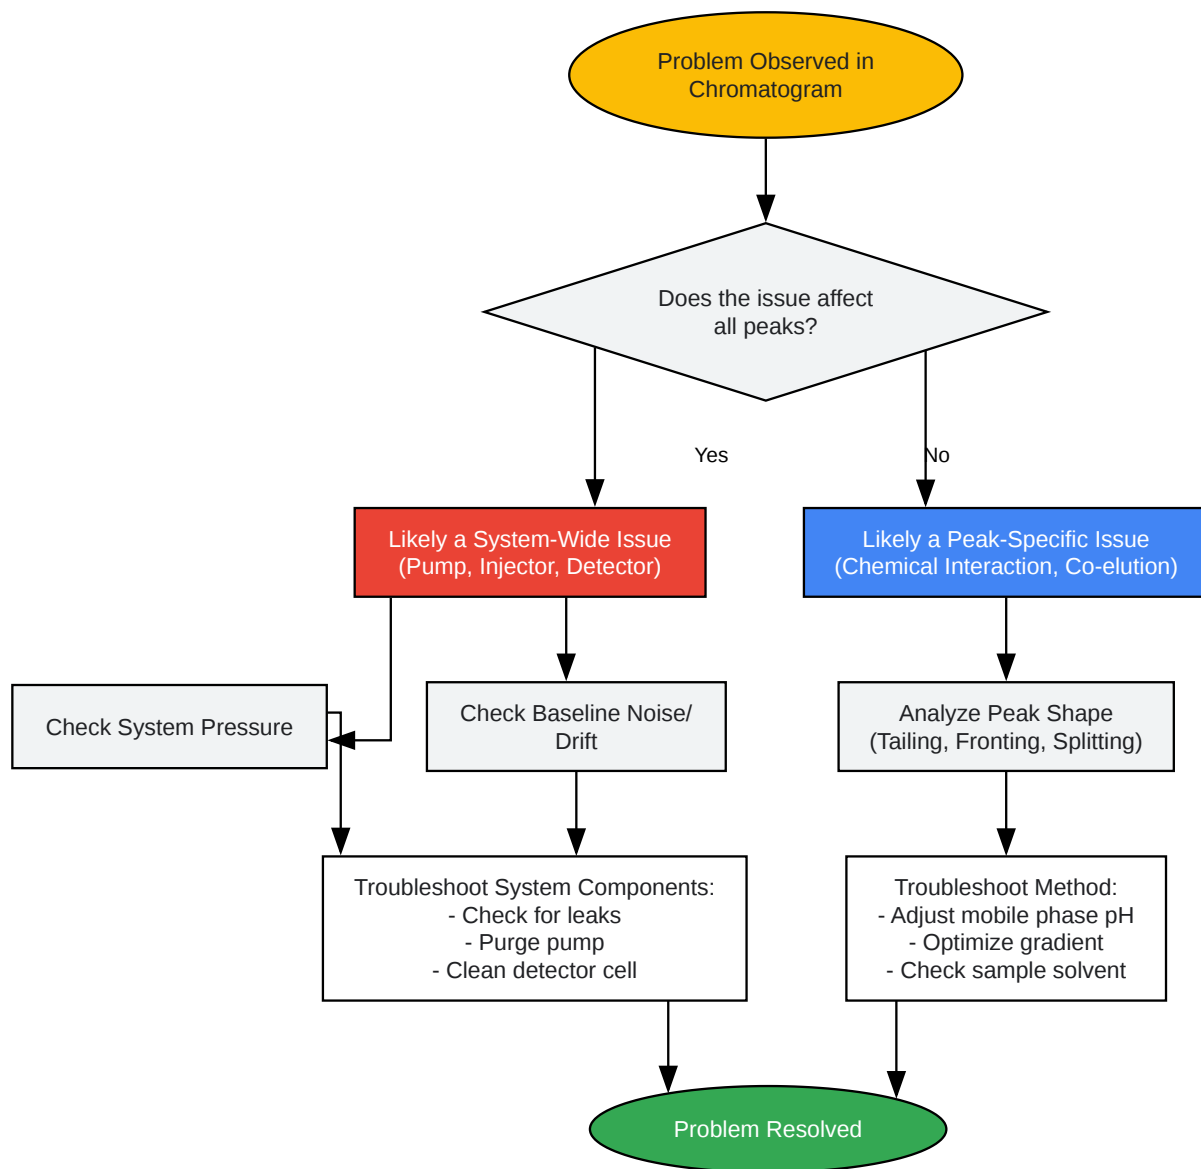 Problem Observed in
Chromatogram
Does the issue affect
all peaks?
Yes
No
Likely a System-Wide Issue
(Pump, Injector, Detector)
Likely a Peak-Specific Issue
(Chemical Interaction, Co-elution)
Check System Pressure
Check Baseline Noise/
Drift
Analyze Peak Shape
(Tailing, Fronting, Splitting)
Troubleshoot System Components:
- Check for leaks
- Purge pump
- Clean detector cell
Troubleshoot Method:
- Adjust mobile phase pH
- Optimize gradient
- Check sample solvent
Problem Resolved